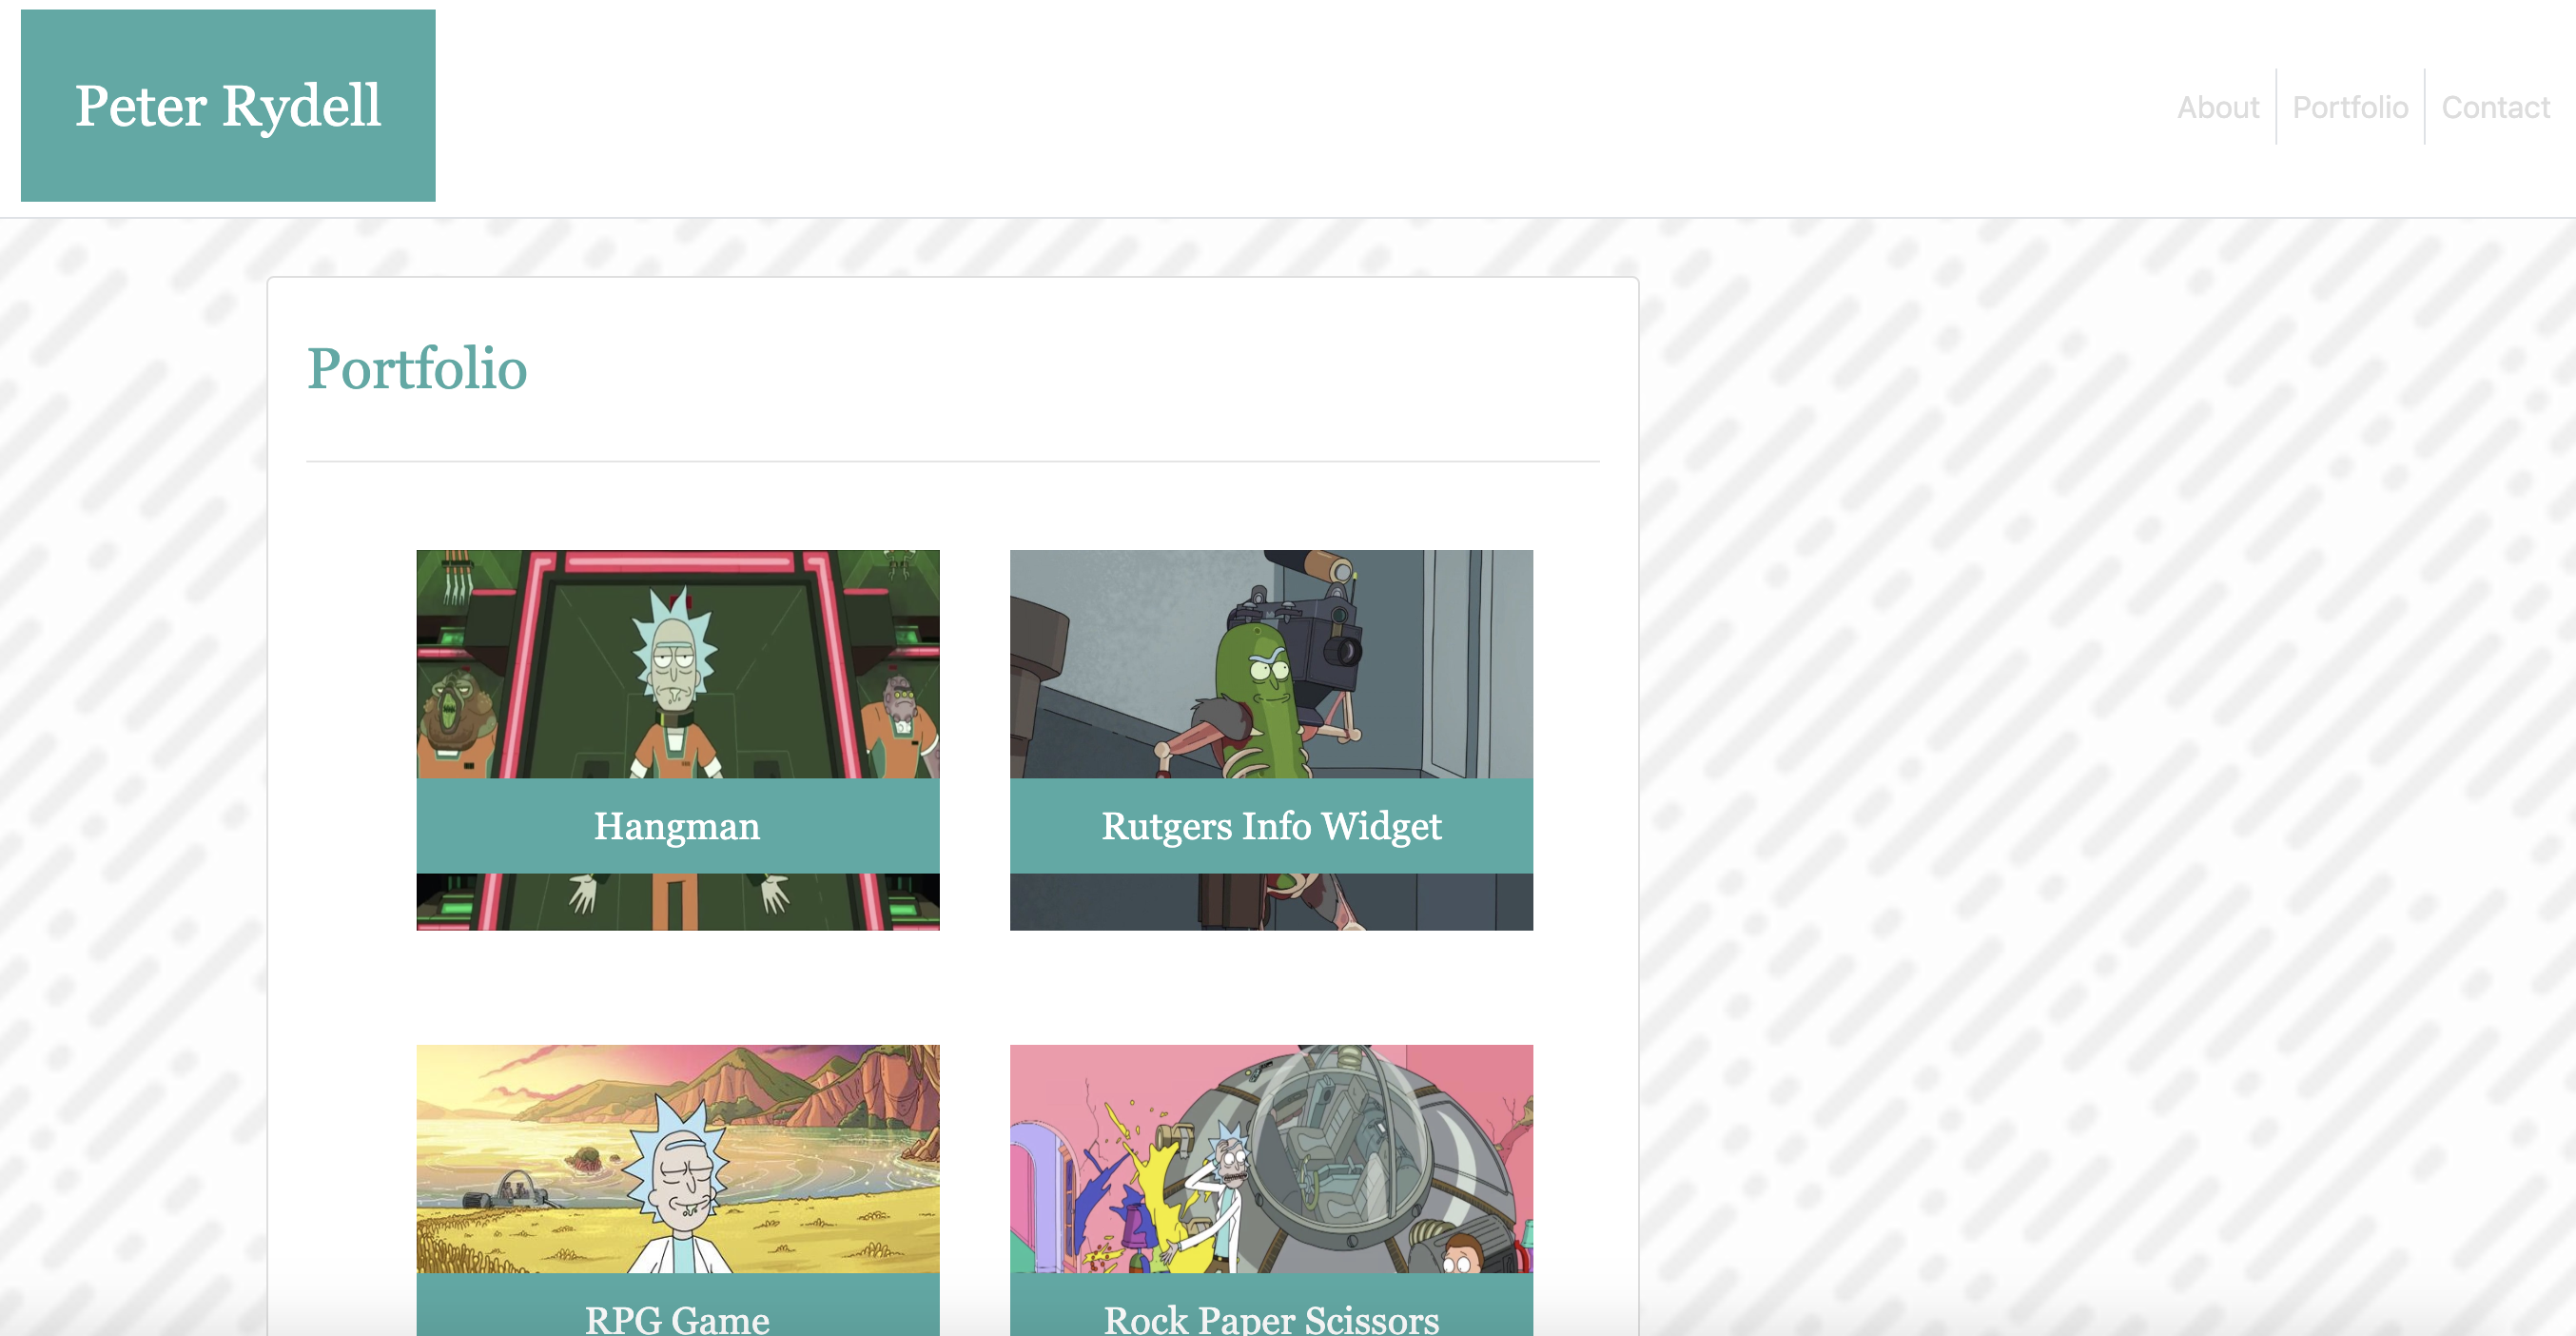 Peter Rydell
About
Portfolio
Contact
Portfolio
Hangman
Rutgers Info Widget
RPG Game
Rock Paper Scissors